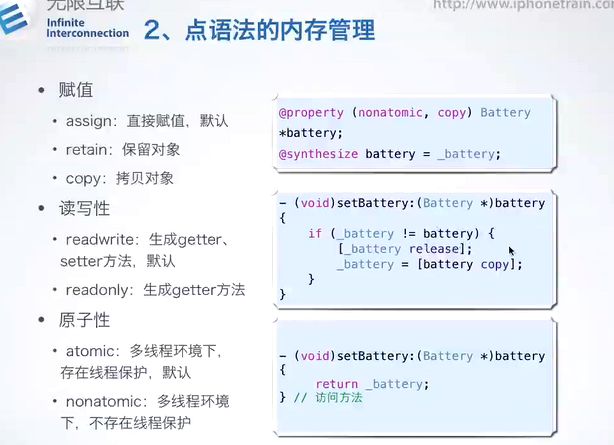 无限互联
http://www.iphonetrain.com
Infinite
Interconnection
2、点语法的内存管理
• 赋值
• assign：直接赋值，默认
• retain：保留对象
• copy：拷贝对象
• 读写性
• readwrite：生成getter、
setter方法，默认
• readonly：生成getter方法
• 原子性
• atomic：多线程环境下，
存在线程保护，默认
• nonatomic：多线程环境
下，不存在线程保护
@property (nonatomic, copy) Battery
*battery;
@synthesize battery = _battery;
- (void)setBattery:(Battery *)battery
{
if (_battery != battery) {
[_battery release];
_battery = [battery copy];
}
}
- (void)setBattery:(Battery *)battery
{
return _battery;
} // 访问方法